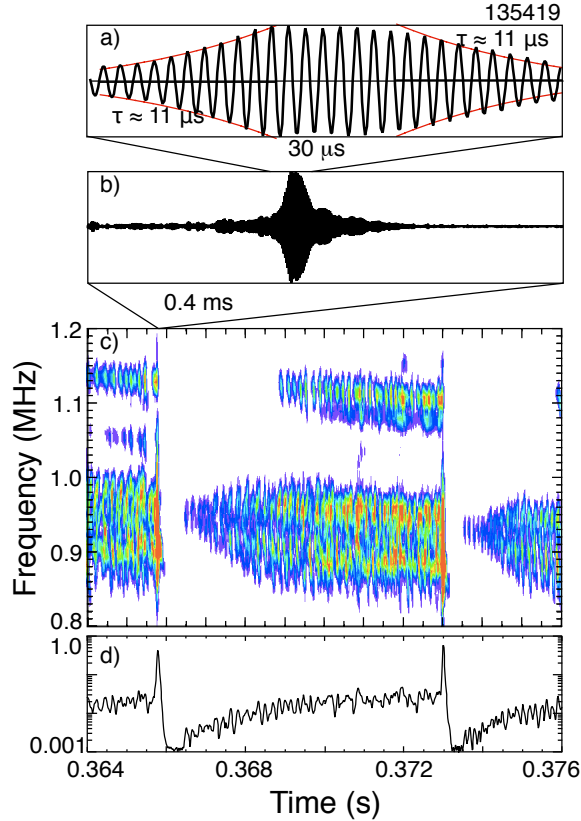 135419
a)
τ ≈ 11 μs
τ ≈ 11 μs
30 μs
b)
0.4 ms
c)
1.2
1.1
1.0
0.9
0.8
Frequency (MHz)
d)
1.0
0.001
0.364
0.368
0.372
0.376
Time (s)